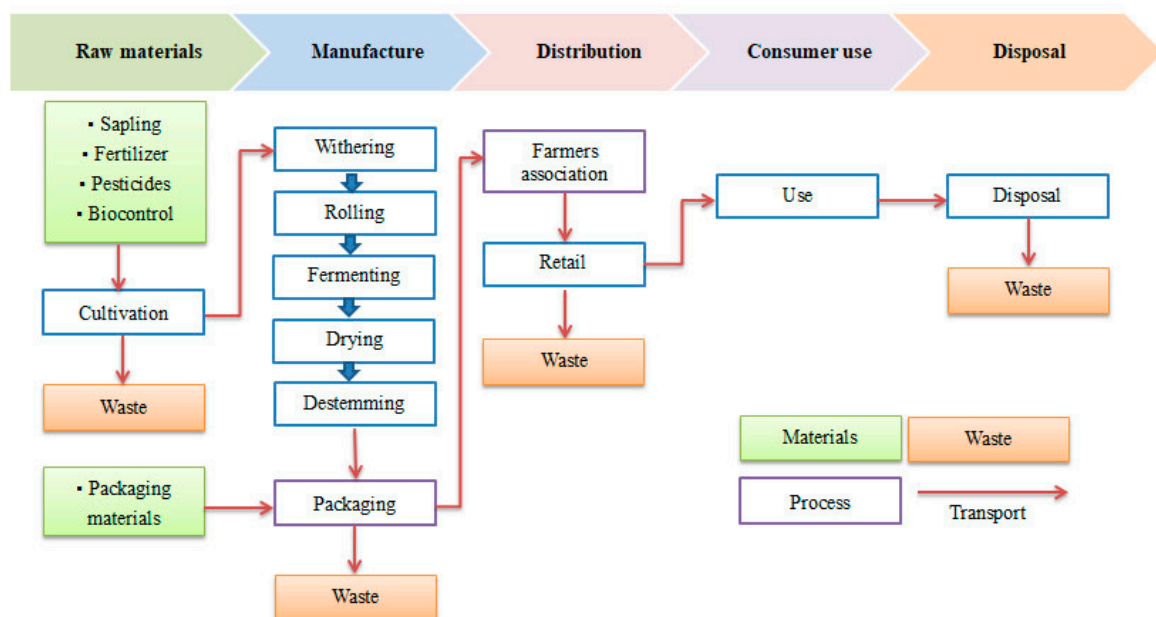 Raw materials
Manufacture
Distribution
Consumer use
Disposal
▪ Sapling
▪ Fertilizer
▪ Pesticides
▪ Biocontrol
Cultivation
Waste
▪ Packaging
materials
Withering
Rolling
Fermenting
Drying
Destemming
Packaging
Waste
Farmers
association
Retail
Waste
Use
Disposal
Waste
Materials
Waste
Process
Transport